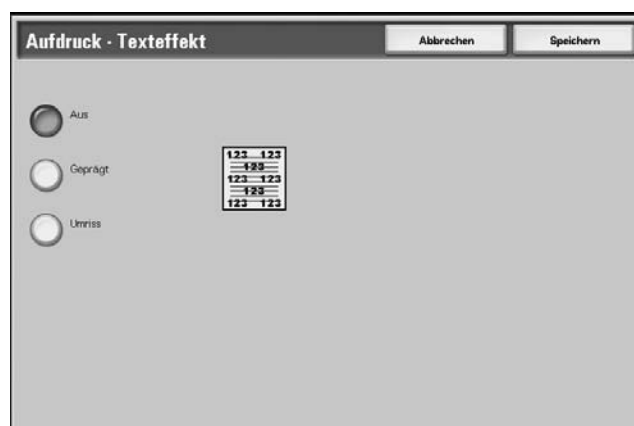 Aufdruck - Texteffekt
Abbrechen
Speichern
Aus
Geprägt
Umriss
123 123
123
123 123
123
123 123